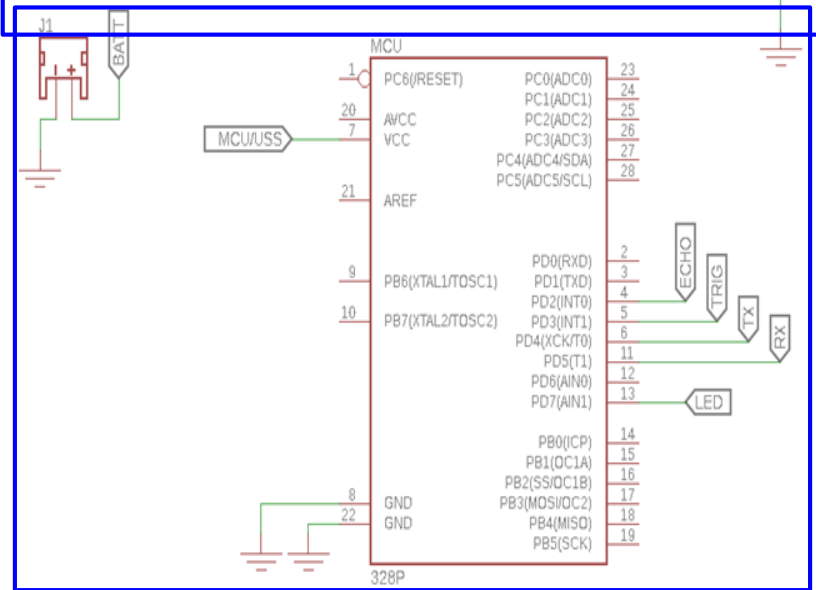 J1
BATT
- +
MCU
1 PC6(/RESET)
20 AVCC
MCU/USS 7 VCC
21 AREF
9 PB6(XTAL1/TOSC1)
10 PB7(XTAL2/TOSC2)
8 GND
22 GND
PC0(ADC0) 23
PC1(ADC1) 24
PC2(ADC2) 25
PC3(ADC3) 26
PC4(ADC4/SDA) 27
PC5(ADC5/SCL) 28
PD0(RXD) 2
PD1(TXD) 3
PD2(INT0) 4 ECHO
PD3(INT1) 5 TRIG
PD4(XCK/T0) 6 TX
PD5(T1) 11 RX
PD6(AIN0) 12
PD7(AIN1) 13 LED
PB0(ICP) 14
PB1(OC1A) 15
PB2(SS/OC1B) 16
PB3(MOSI/OC2) 17
PB4(MISO) 18
PB5(SCK) 19
328P